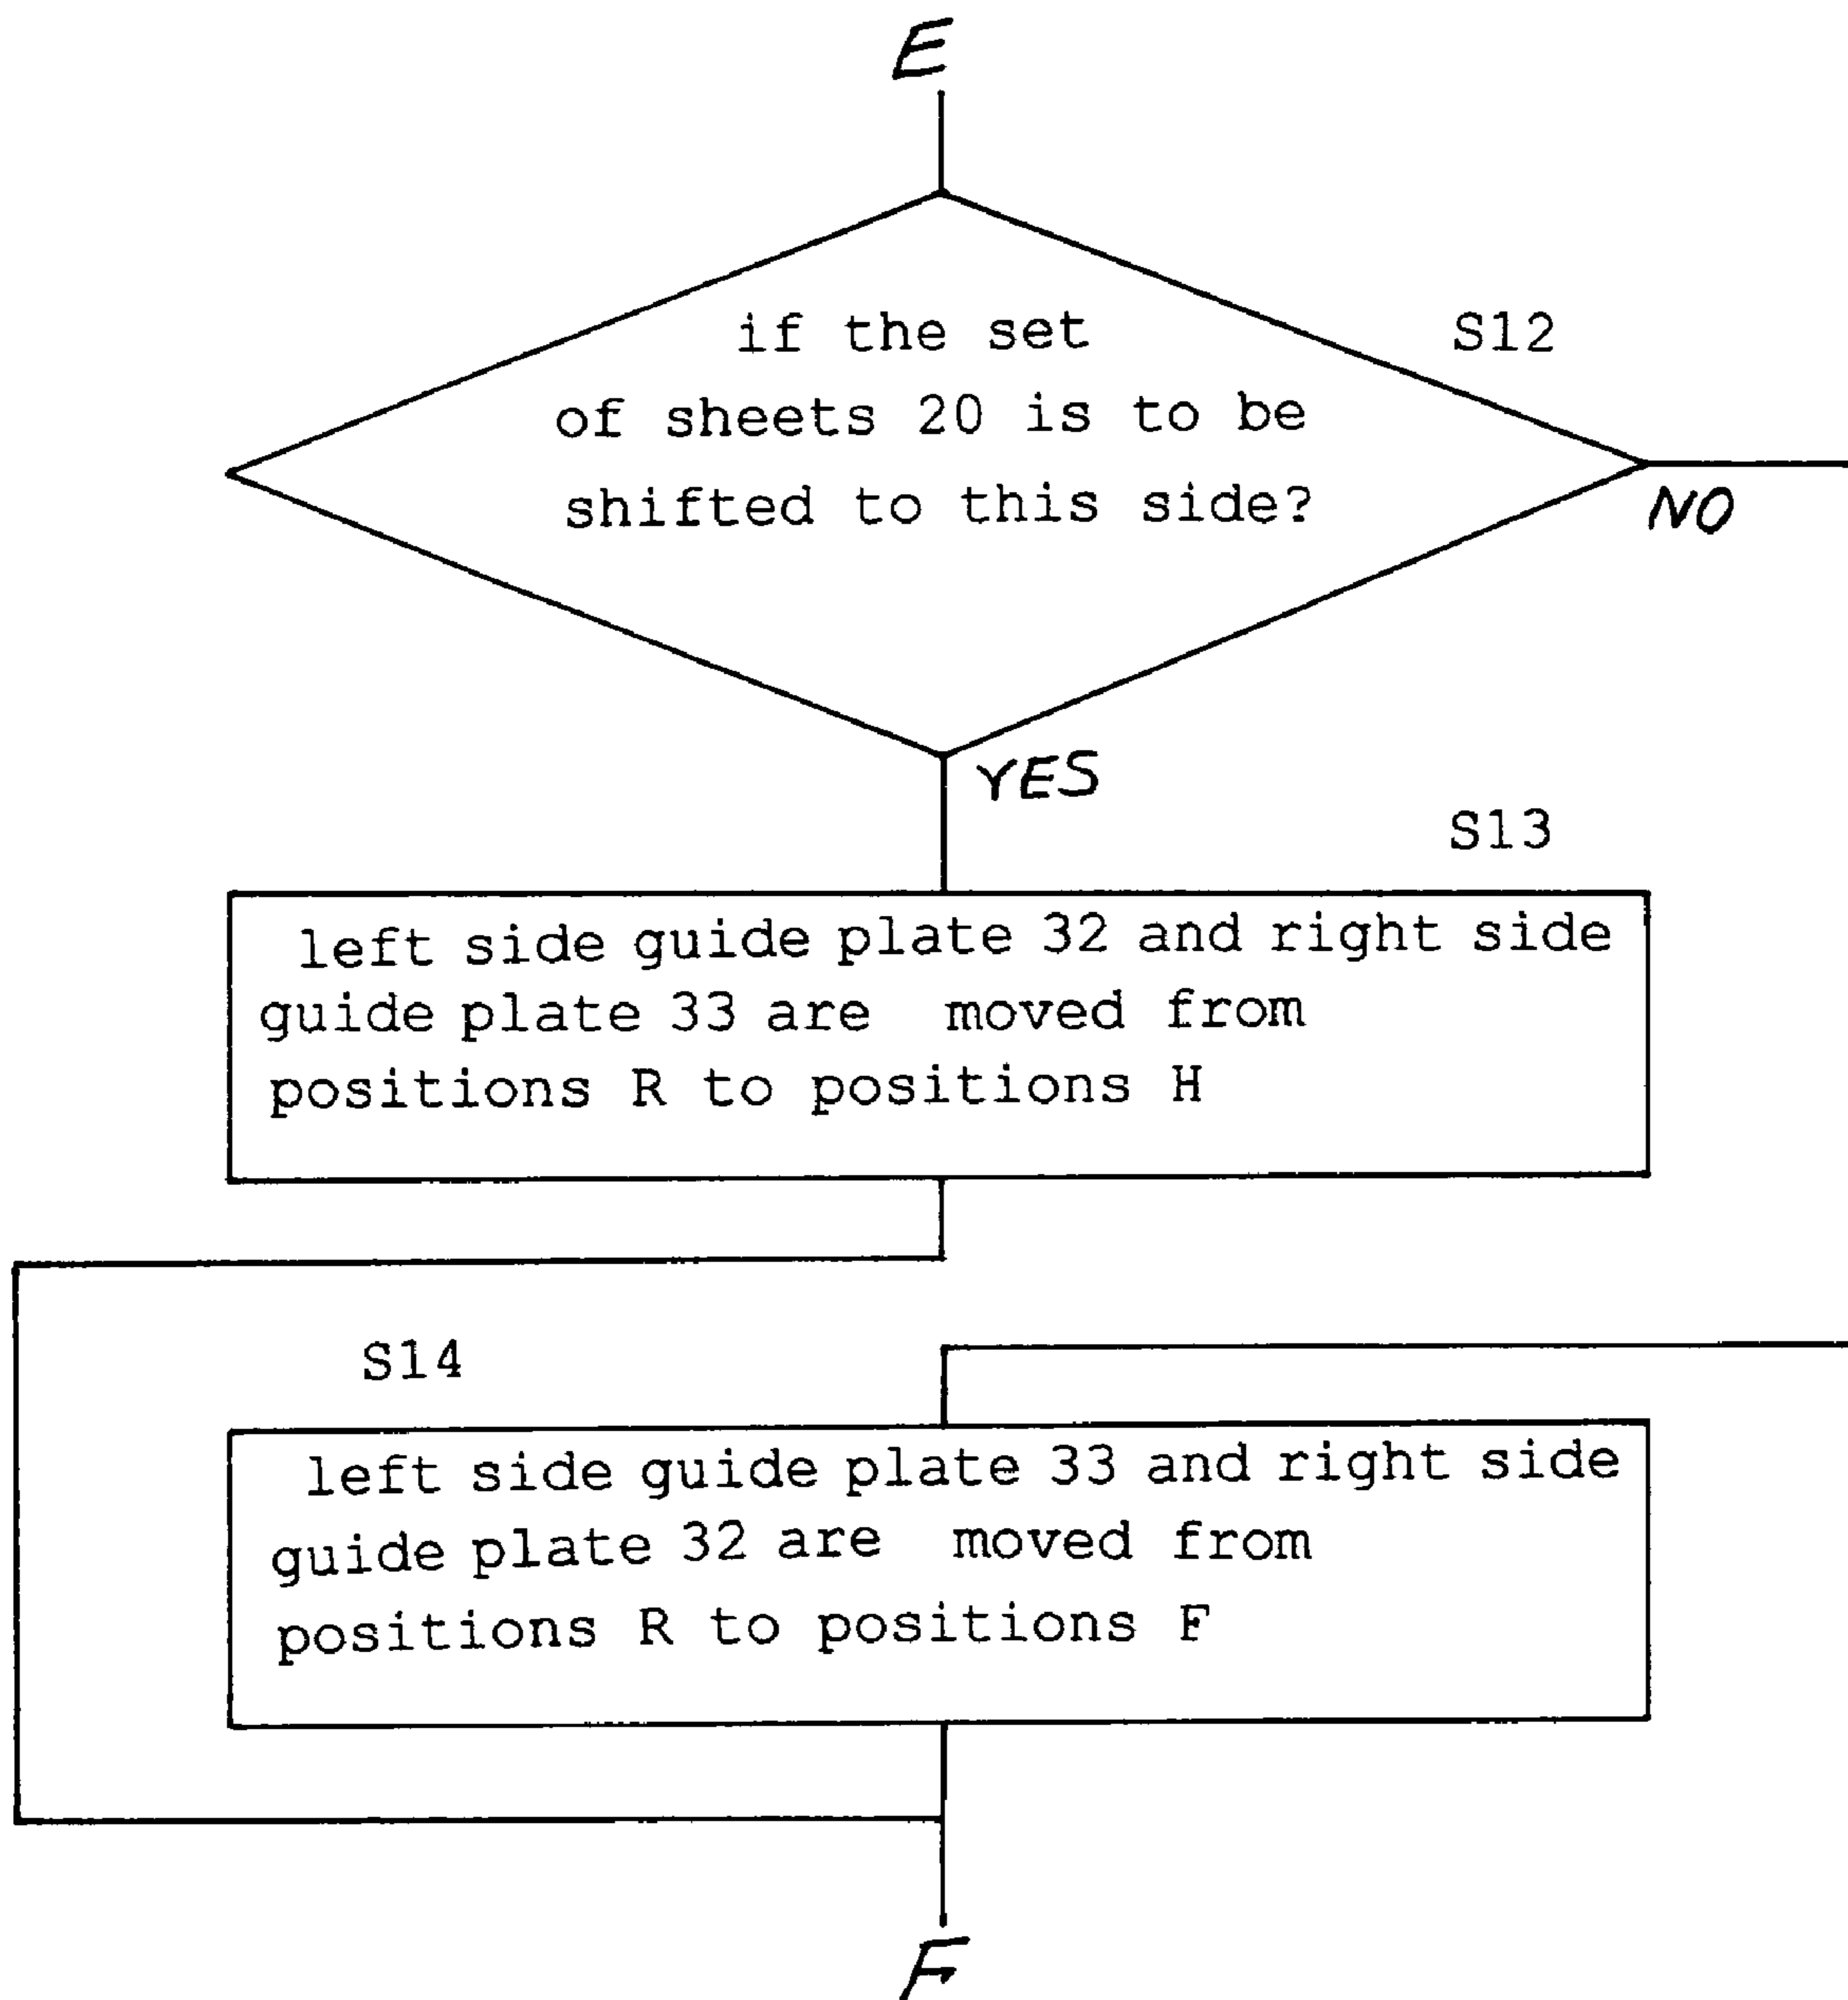 E
if the set
S12
of sheets 20 is to be
shifted to this side?
NO
YES
S13
left side guide plate 32 and right side
guide plate 33 are moved from
positions R to positions H
S14
left side guide plate 33 and right side
guide plate 32 are moved from
positions R to positions F
F